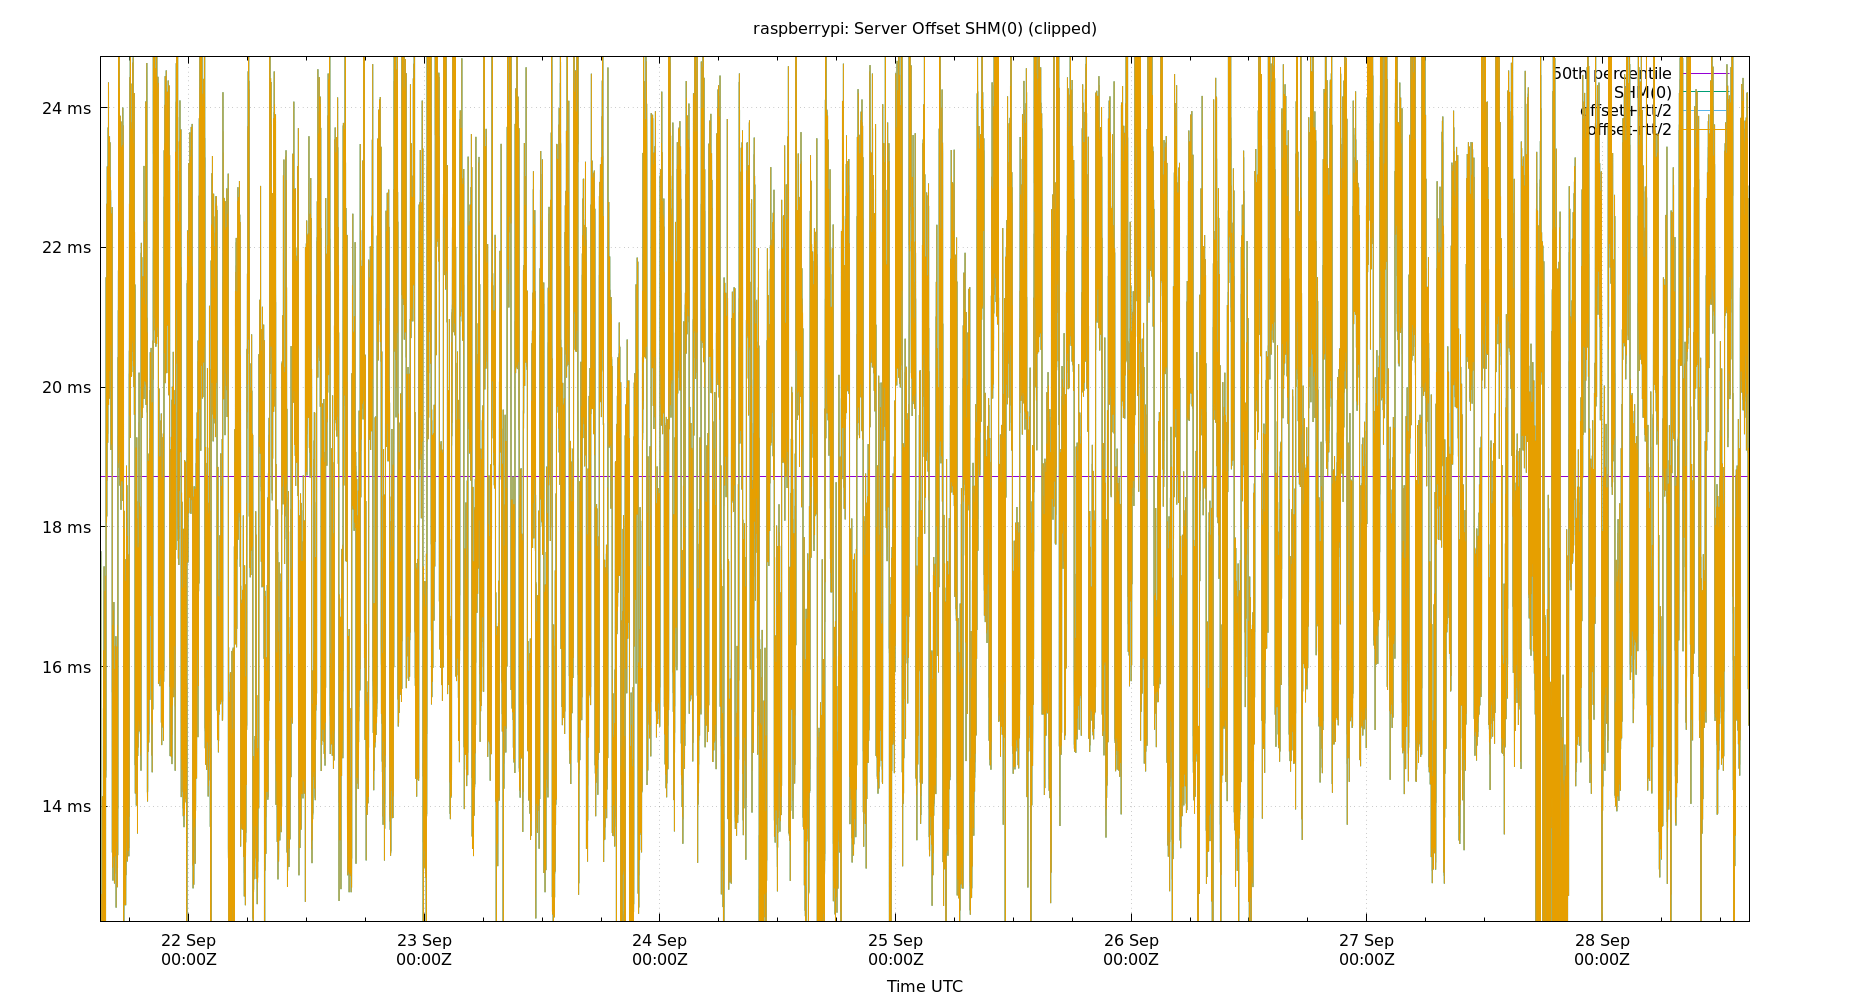 raspberrypi: Server Offset SHM(0) (clipped)
50th percentile
SHM(0)
offset+rtt/2
offset-rtt/2
24 ms
22 ms
20 ms
18 ms
16 ms
14 ms
22 Sep 23 Sep 24 Sep 25 Sep 26 Sep 27 Sep 28 Sep
00:00Z 00:00Z 00:00Z 00:00Z 00:00Z 00:00Z 00:00Z
Time UTC